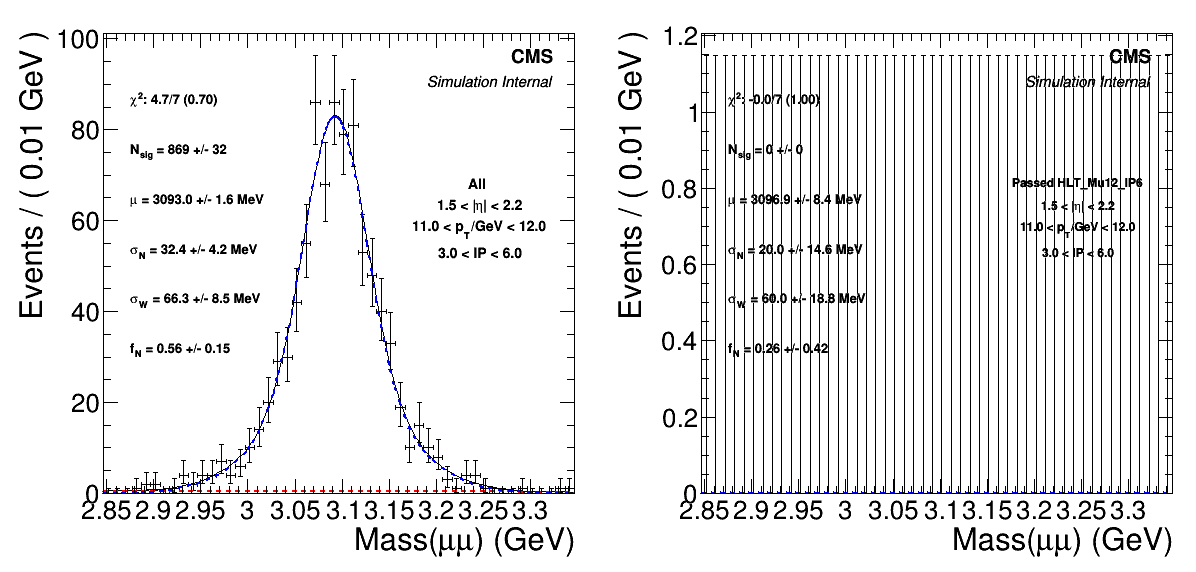 Events / ( 0.01 GeV )
100
80
60
40
20
0
CMS
Simulation Internal
χ²: 4.7/7 (0.70)
N_sig = 869 +/- 32
μ = 3093.0 +/- 1.6 MeV
σ_N = 32.4 +/- 4.2 MeV
σ_W = 66.3 +/- 8.5 MeV
f_N = 0.56 +/- 0.15
All
1.5 < |η| < 2.2
11.0 < p_T/GeV < 12.0
3.0 < IP < 6.0
2.85 2.9 2.95 3 3.05 3.1 3.15 3.2 3.25 3.3
Mass(μμ) (GeV)
Events / ( 0.01 GeV )
1.2
1
0.8
0.6
0.4
0.2
0
CMS
Simulation Internal
χ²: -0.0/7 (1.00)
N_sig = 0 +/- 0
μ = 3096.9 +/- 8.4 MeV
σ_N = 20.0 +/- 14.6 MeV
σ_W = 60.0 +/- 18.8 MeV
f_N = 0.26 +/- 0.42
Passed HLT_Mu12_IP6
1.5 < |η| < 2.2
11.0 < p_T/GeV < 12.0
3.0 < IP < 6.0
2.85 2.9 2.95 3 3.05 3.1 3.15 3.2 3.25 3.3
Mass(μμ) (GeV)